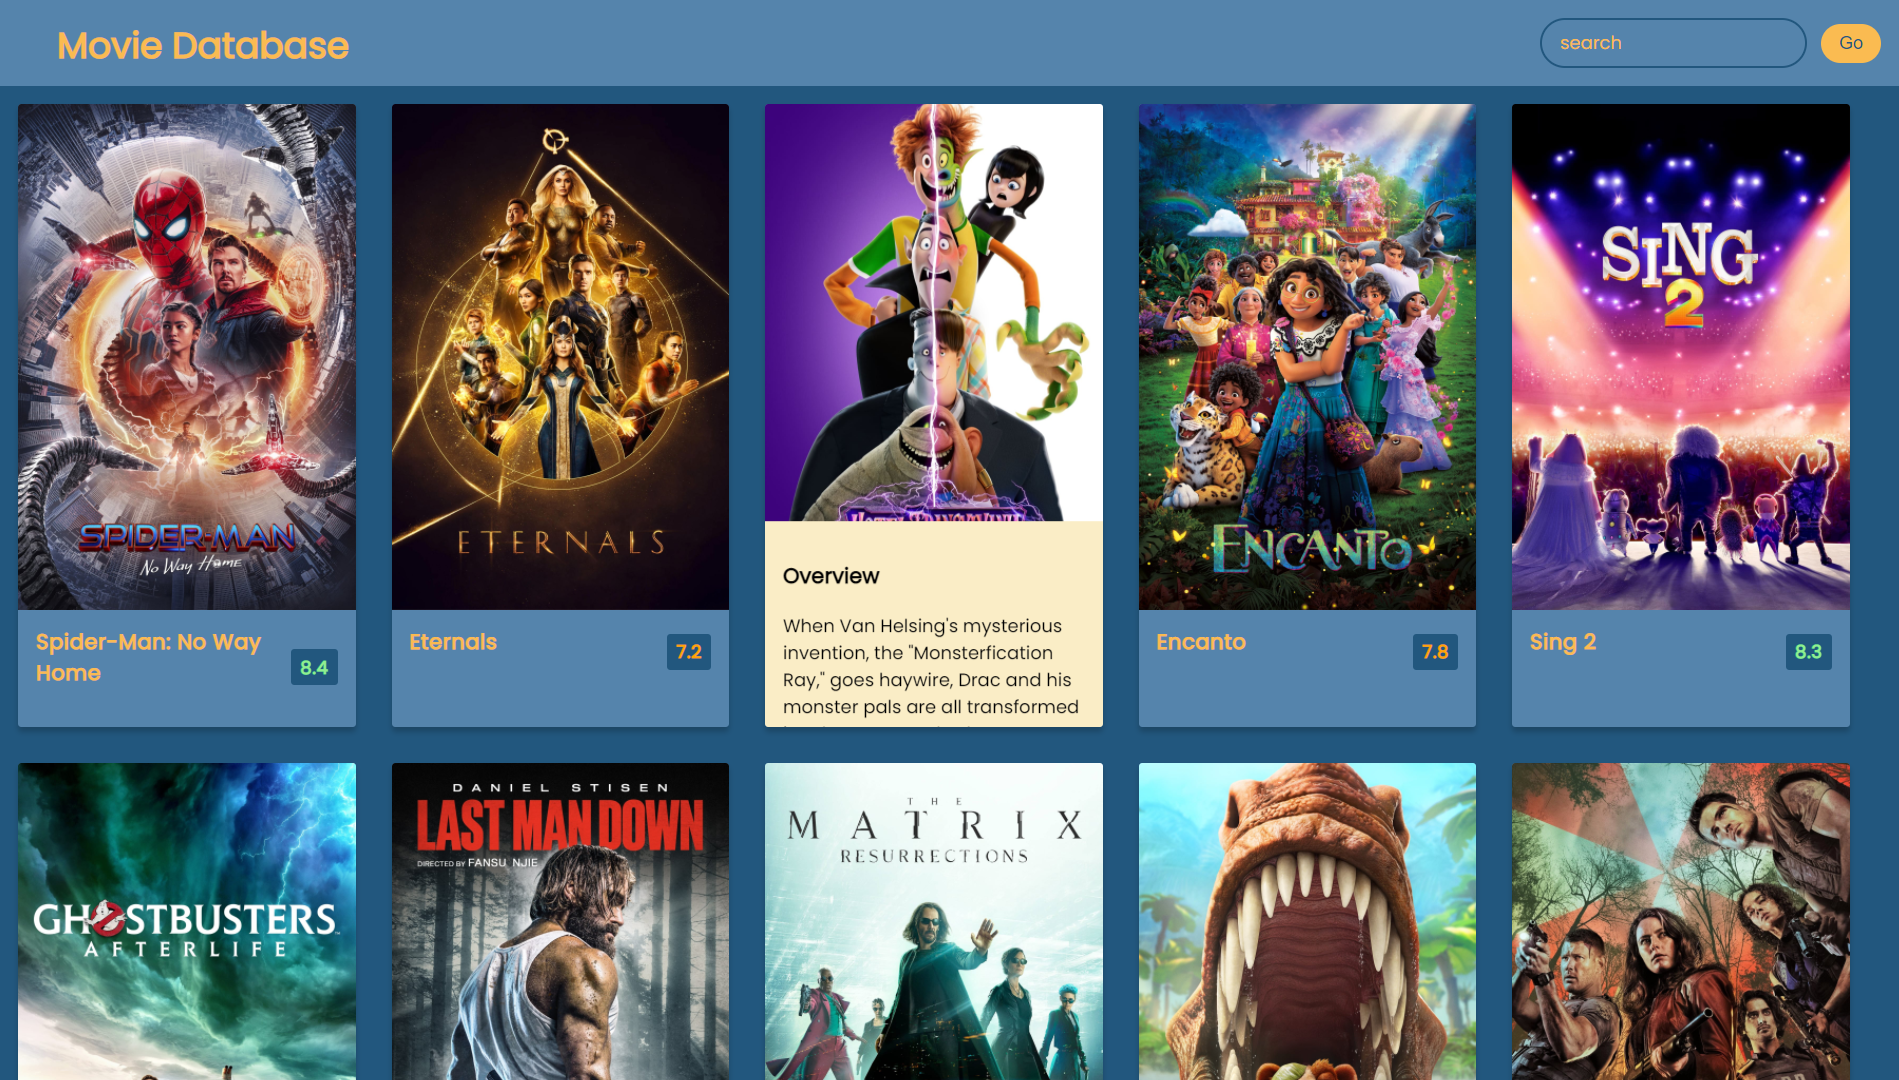 Movie Database
search
Go
SPIDER-MAN
No Way Home
ETERNALS
SING
2
ENCANTO
Overview
When Van Helsing's mysterious
invention, the "Monsterfication
Ray," goes haywire, Drac and his
monster pals are all transformed
Spider-Man: No Way
Home
8.4
Eternals
7.2
Encanto
7.8
Sing 2
8.3
GHOSTBUSTERS
AFTERLIFE
DANIEL STISEN
LAST MAN DOWN
DIRECTED BY FANSU NJIE
THE
MATRIX
RESURRECTIONS